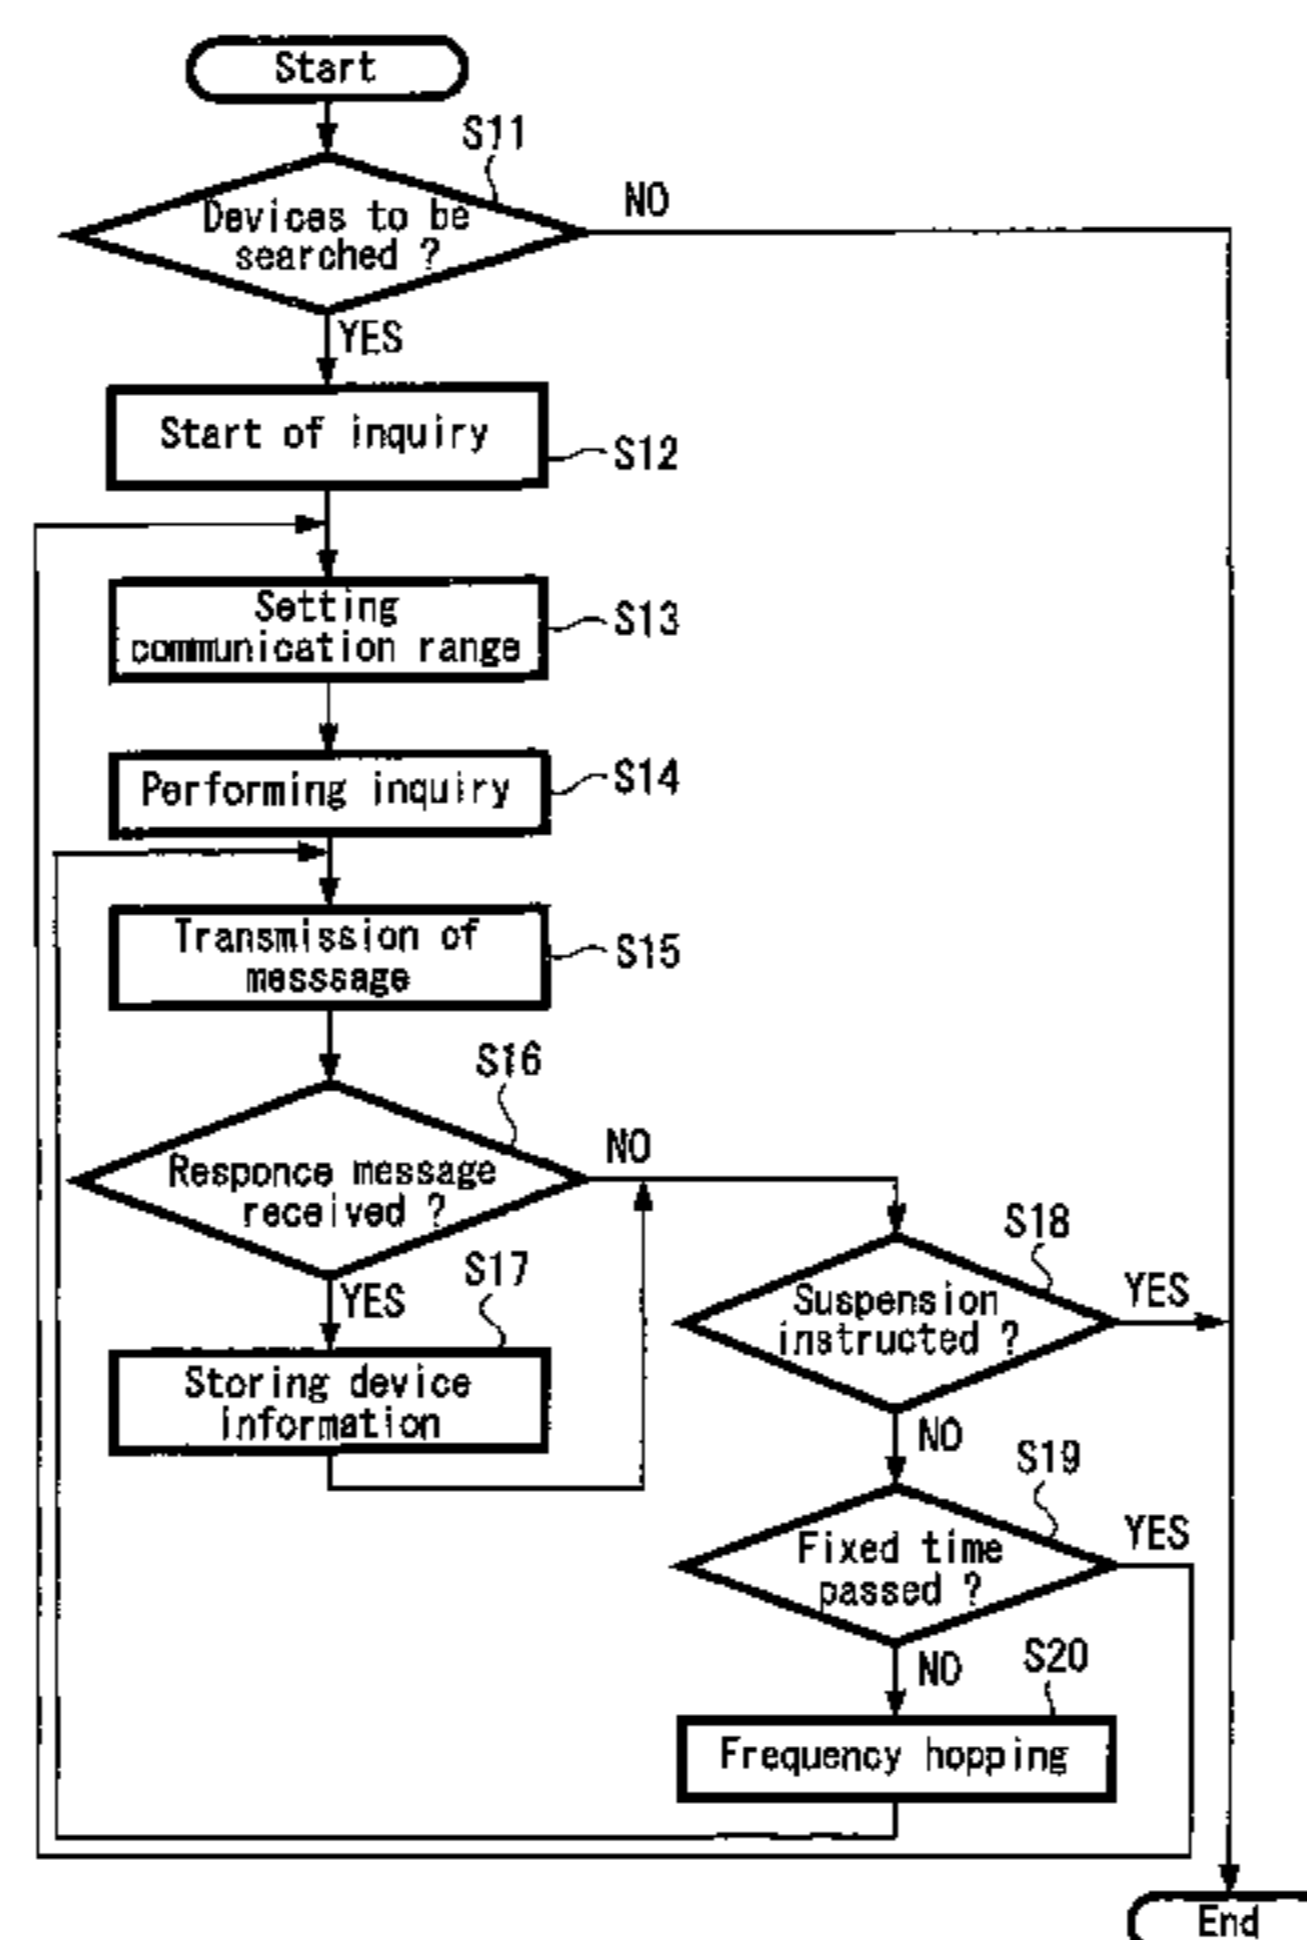 Start
S11
Devices to be
searched ?
NO
YES
Start of inquiry
S12
Setting
communication range
S13
Performing inquiry
S14
Transmission of
messsage
S15
S16
Responce message
received ?
NO
YES
S17
Storing device
information
S18
Suspension
instructed ?
YES
NO
S19
Fixed time
passed ?
YES
NO
S20
Frequency hopping
End